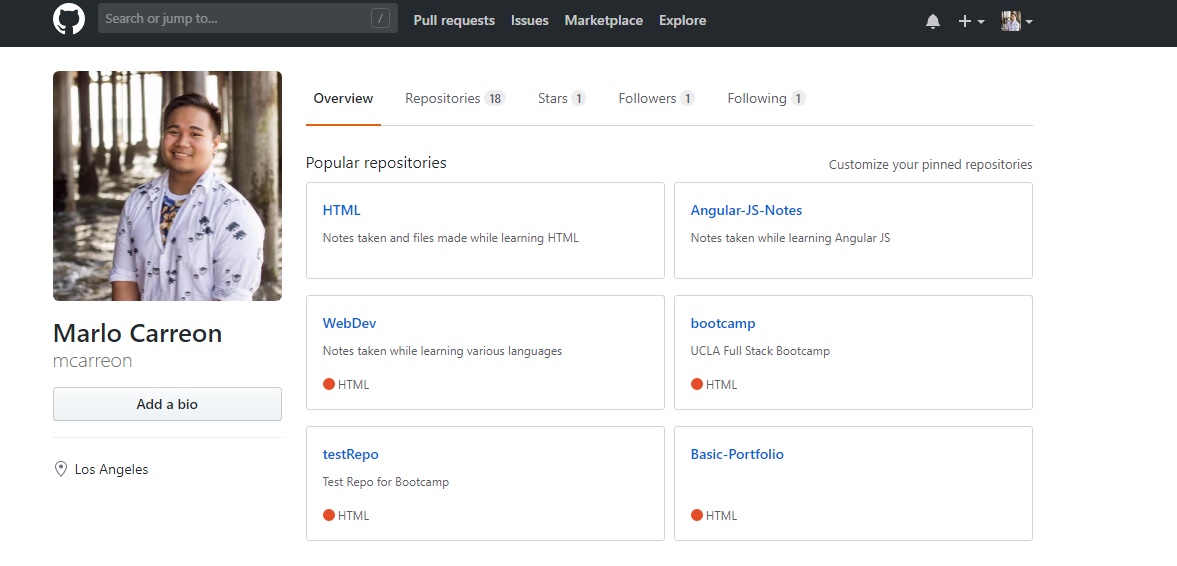 Search or jump to... /
Pull requests Issues Marketplace Explore
Overview Repositories 18 Stars 1 Followers 1 Following 1
Popular repositories
Customize your pinned repositories
HTML
Notes taken and files made while learning HTML
Angular-JS-Notes
Notes taken while learning Angular JS
WebDev
Notes taken while learning various languages
HTML
bootcamp
UCLA Full Stack Bootcamp
HTML
testRepo
Test Repo for Bootcamp
HTML
Basic-Portfolio
HTML
Marlo Carreon
mcarreon
Add a bio
Los Angeles